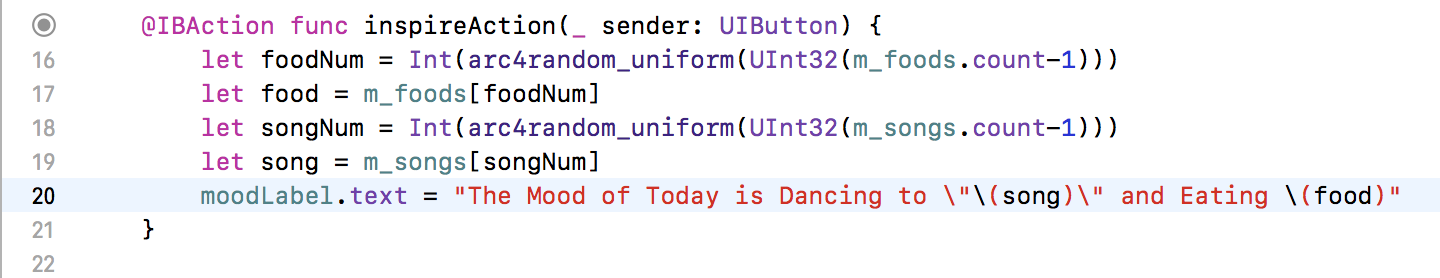 @IBAction func inspireAction(_ sender: UIButton) {
16 let foodNum = Int(arc4random_uniform(UInt32(m_foods.count-1)))
17 let food = m_foods[foodNum]
18 let songNum = Int(arc4random_uniform(UInt32(m_songs.count-1)))
19 let song = m_songs[songNum]
20 moodLabel.text = "The Mood of Today is Dancing to \"\(song)\" and Eating \(food)"
21 }
22